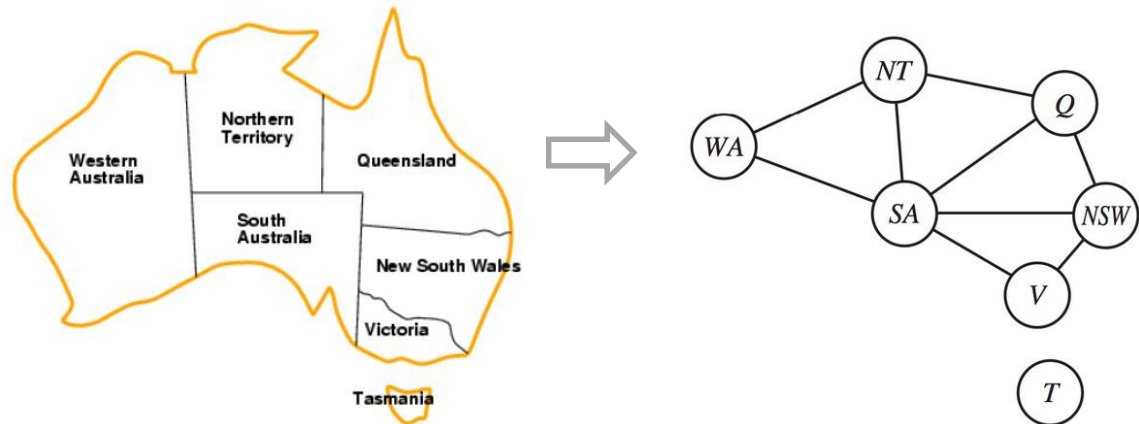 Western
Australia
Northern
Territory
Queensland
South
Australia
New South Wales
Victoria
Tasmania
NT
Q
WA
SA
NSW
V
T